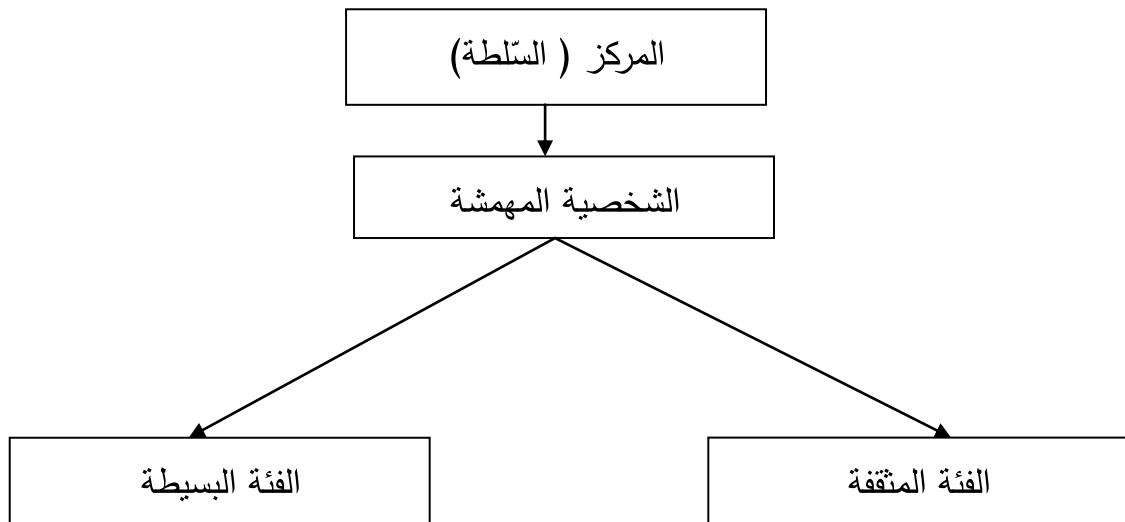 المركز ( السّلطة)
الشخصية المهمشة
الفئة المثقفة
الفئة البسيطة